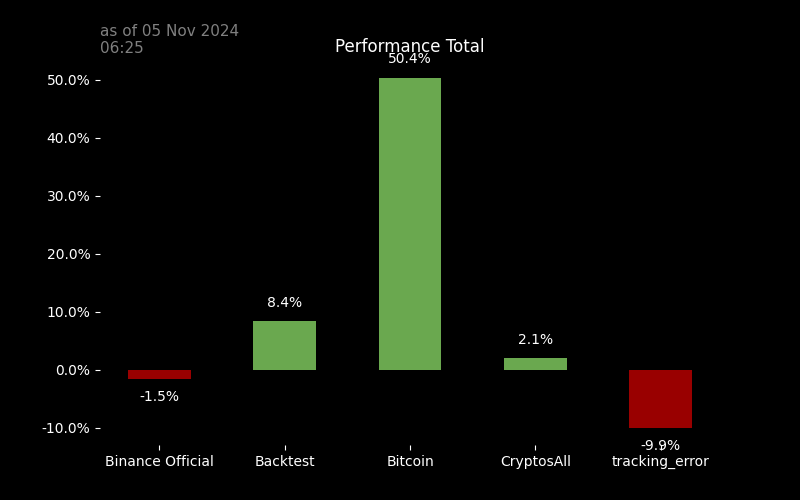 as of 05 Nov 2024
06:25
Performance Total
50.4%
50.0%
40.0%
30.0%
20.0%
10.0%
0.0%
-10.0%
8.4%
2.1%
-1.5%
-9.9%
Binance Official
Backtest
Bitcoin
CryptosAll
tracking_error